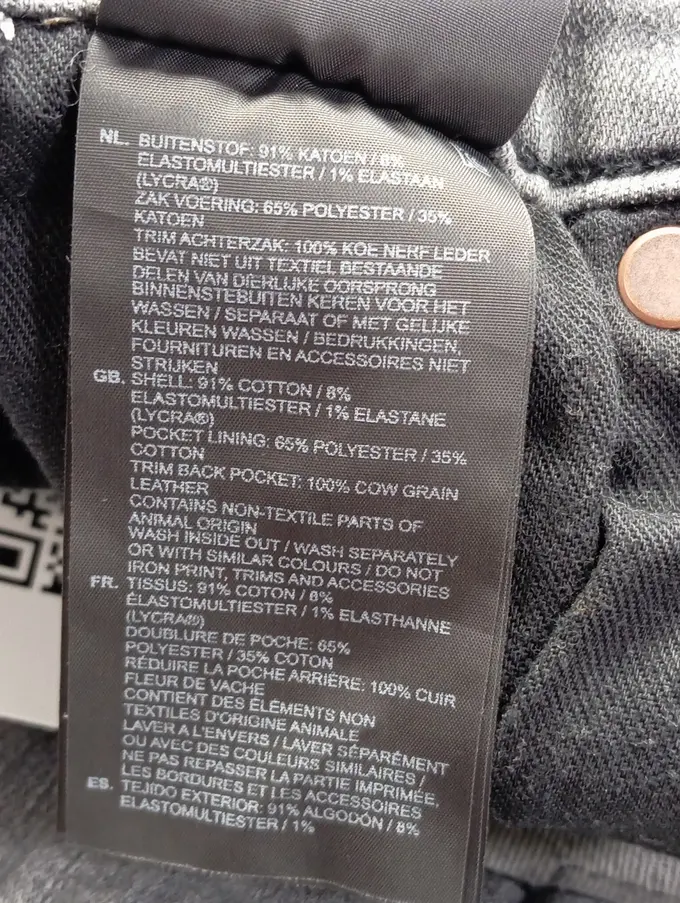 NL. BUITENSTOF: 91% KATOEN / 8%
ELASTOMULTIESTER / 1% ELASTAAN
(LYCRA®)
ZAK VOERING: 65% POLYESTER / 35%
KATOEN
TRIM ACHTERZAK: 100% KOE NERF LEDER
BEVAT NIET UIT TEXTIEL BESTAANDE
DELEN VAN DIERLIJKE OORSPRONG
BINNENSTEBUITEN KEREN VOOR HET
WASSEN / SEPARAAT OF MET GELIJKE
KLEUREN WASSEN / BEDRUKKINGEN,
FOURNITUREN EN ACCESSOIRES NIET
STRIJKEN
GB. SHELL: 91% COTTON / 8%
ELASTOMULTIESTER / 1% ELASTANE
(LYCRA®)
POCKET LINING: 65% POLYESTER / 35%
COTTON
TRIM BACK POCKET: 100% COW GRAIN
LEATHER
CONTAINS NON-TEXTILE PARTS OF
ANIMAL ORIGIN
WASH INSIDE OUT / WASH SEPARATELY
OR WITH SIMILAR COLOURS / DO NOT
IRON PRINT, TRIMS AND ACCESSORIES
FR. TISSUS: 91% COTON / 8%
ÉLASTOMULTIESTER / 1% ELASTHANNE
(LYCRA®)
DOUBLURE DE POCHE: 65%
POLYESTER / 35% COTON
RÉDUIRE LA POCHE ARRIÈRE: 100% CUIR
FLEUR DE VACHE
CONTIENT DES ÉLÉMENTS NON
TEXTILES D'ORIGINE ANIMALE
LAVER A L'ENVERS / LAVER SÉPARÉMENT
OU AVEC DES COULEURS SIMILAIRES /
NE PAS REPASSER LA PARTIE IMPRIMÉE,
LES BORDURES ET LES ACCESSOIRES
ES. TEJIDO EXTERIOR: 91% ALGODÓN / 8%
ELASTOMULTIESTER / 1%